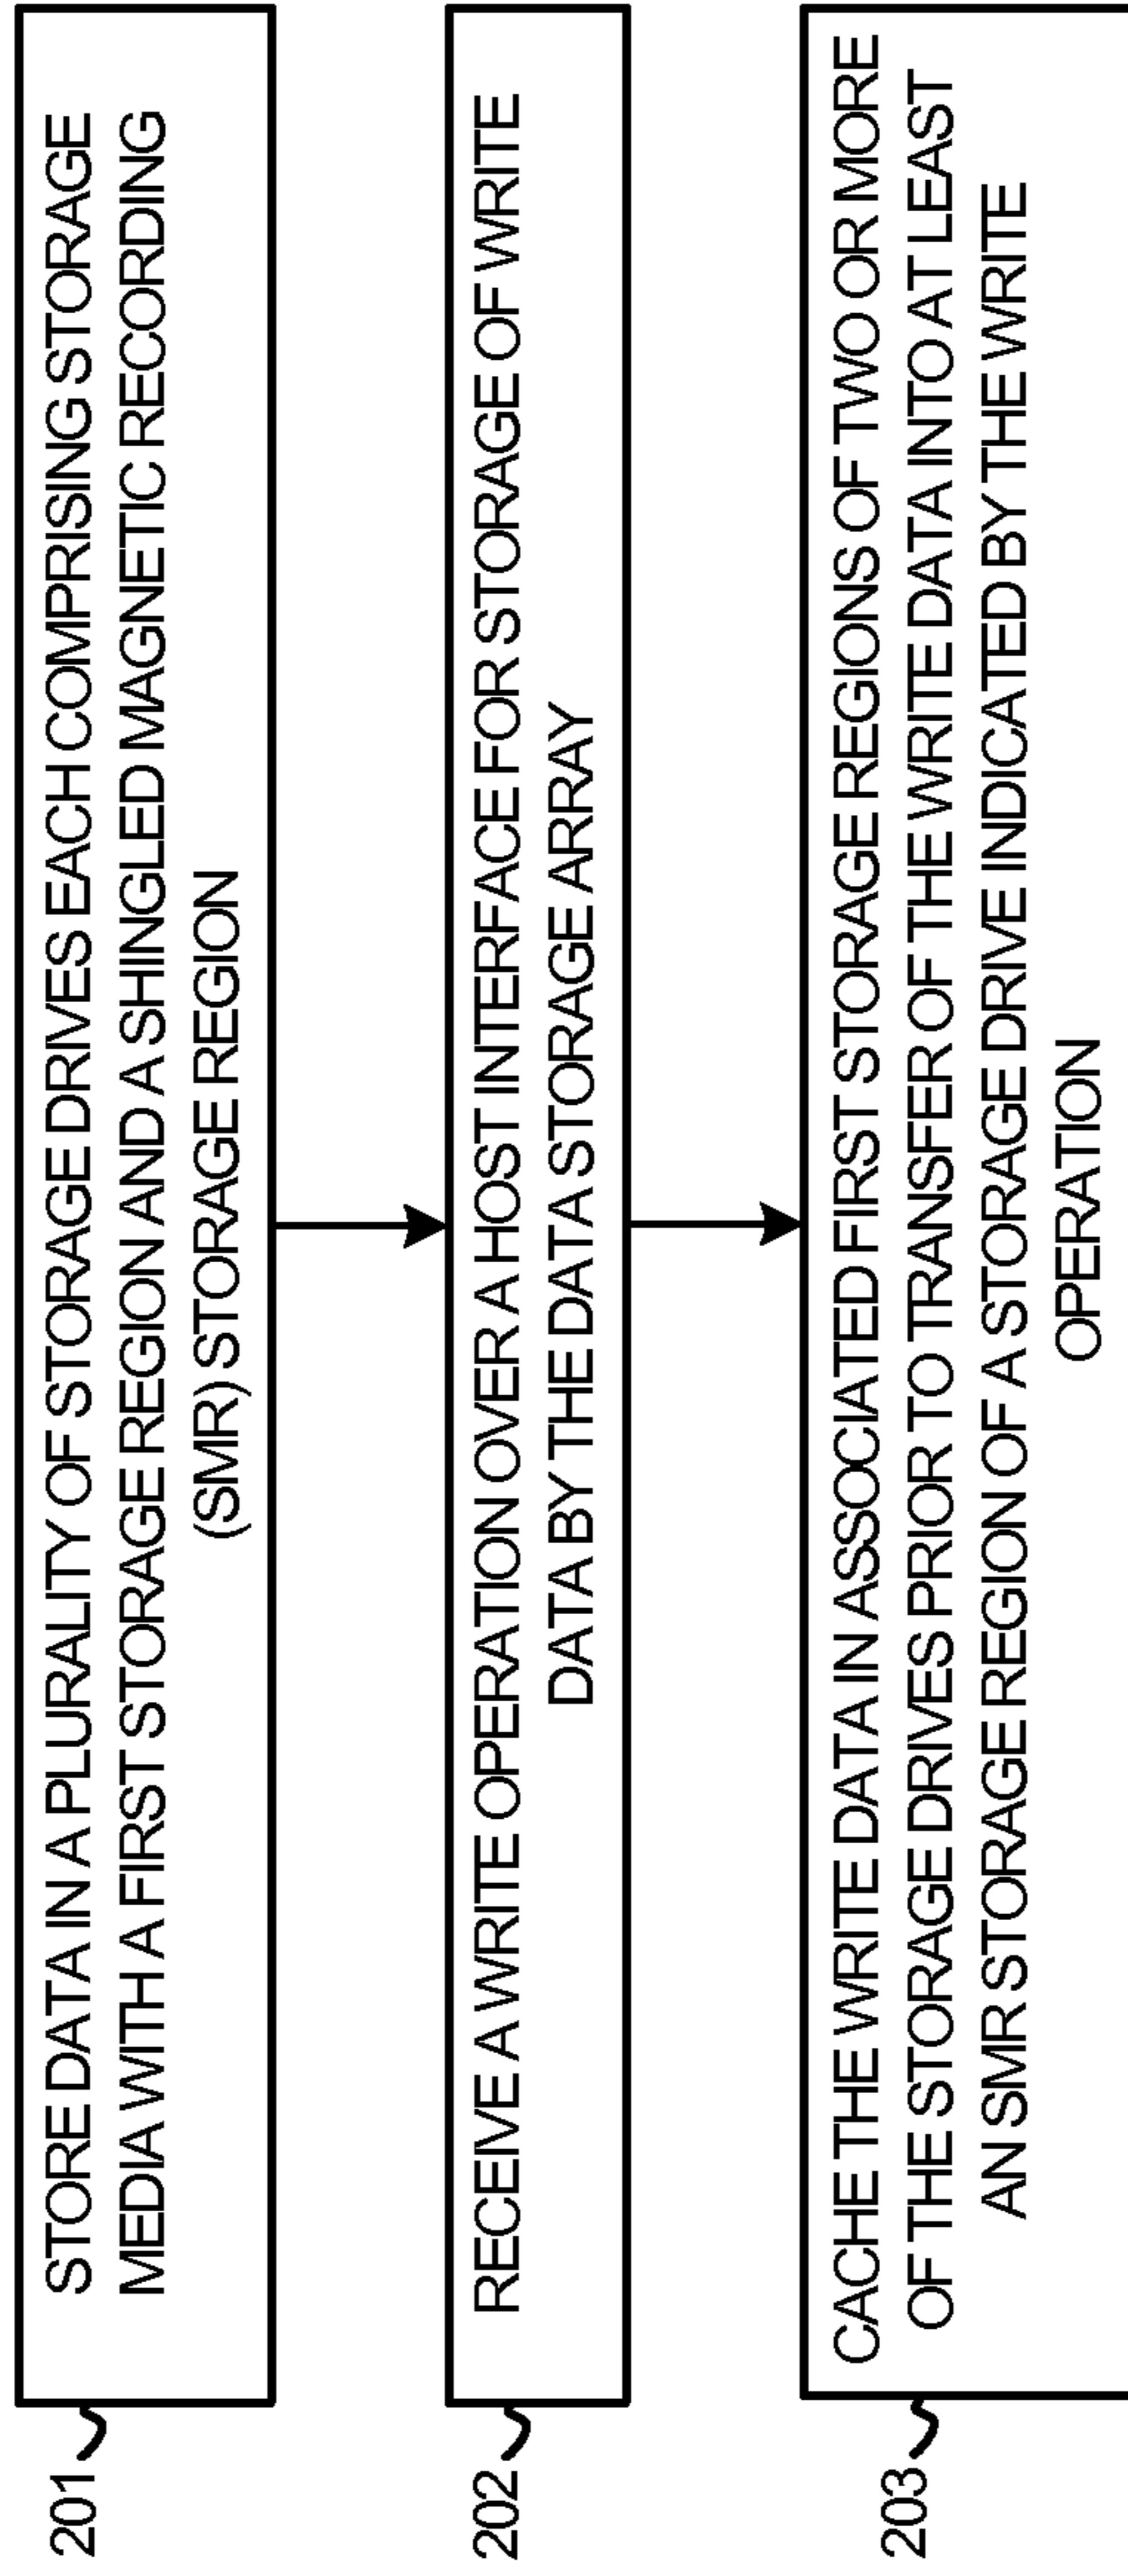 201
STORE DATA IN A PLURALITY OF STORAGE DRIVES EACH COMPRISING STORAGE
MEDIA WITH A FIRST STORAGE REGION AND A SHINGLED MAGNETIC RECORDING
(SMR) STORAGE REGION
202
RECEIVE A WRITE OPERATION OVER A HOST INTERFACE FOR STORAGE OF WRITE
DATA BY THE DATA STORAGE ARRAY
203
CACHE THE WRITE DATA IN ASSOCIATED FIRST STORAGE REGIONS OF TWO OR MORE
OF THE STORAGE DRIVES PRIOR TO TRANSFER OF THE WRITE DATA INTO AT LEAST
AN SMR STORAGE REGION OF A STORAGE DRIVE INDICATED BY THE WRITE
OPERATION